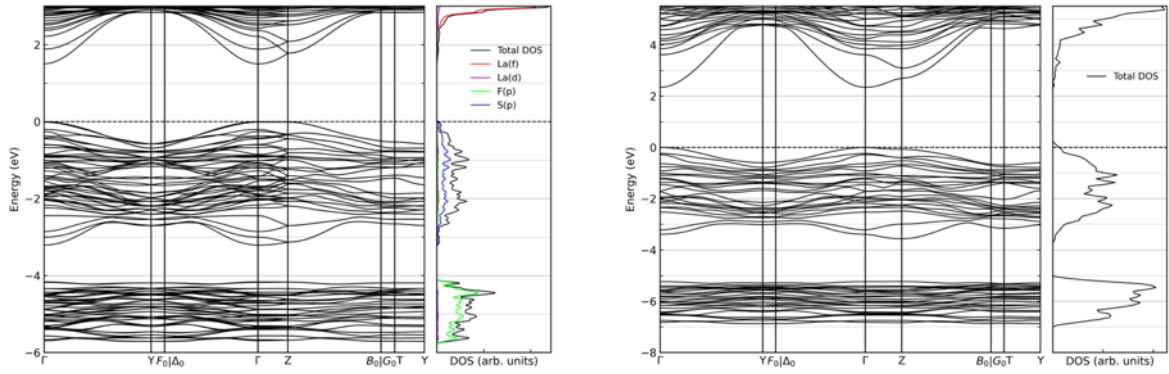 2
0
−2
−4
−6
Energy (eV)
Γ Y F₀|Δ₀ Γ Z B₀|G₀ T Y
Total DOS
La(f)
La(d)
F(p)
S(p)
DOS (arb. units)
4
2
0
−2
−4
−6
−8
Energy (eV)
Γ Y F₀|Δ₀ Γ Z B₀|G₀ T Y
Total DOS
DOS (arb. units)